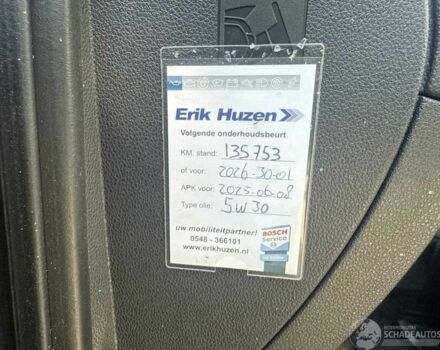 Erik Huzen
Volgende onderhoudsbeurt
KM. stand: 135753
of voor: 2026-30-01
APK voor: 2025-06-08
Type olie: 5W30
uw mobiliteitpartner!
0548 - 366101
www.erikhuzen.nl
BOSCH
Service
SCHADEAUTOS